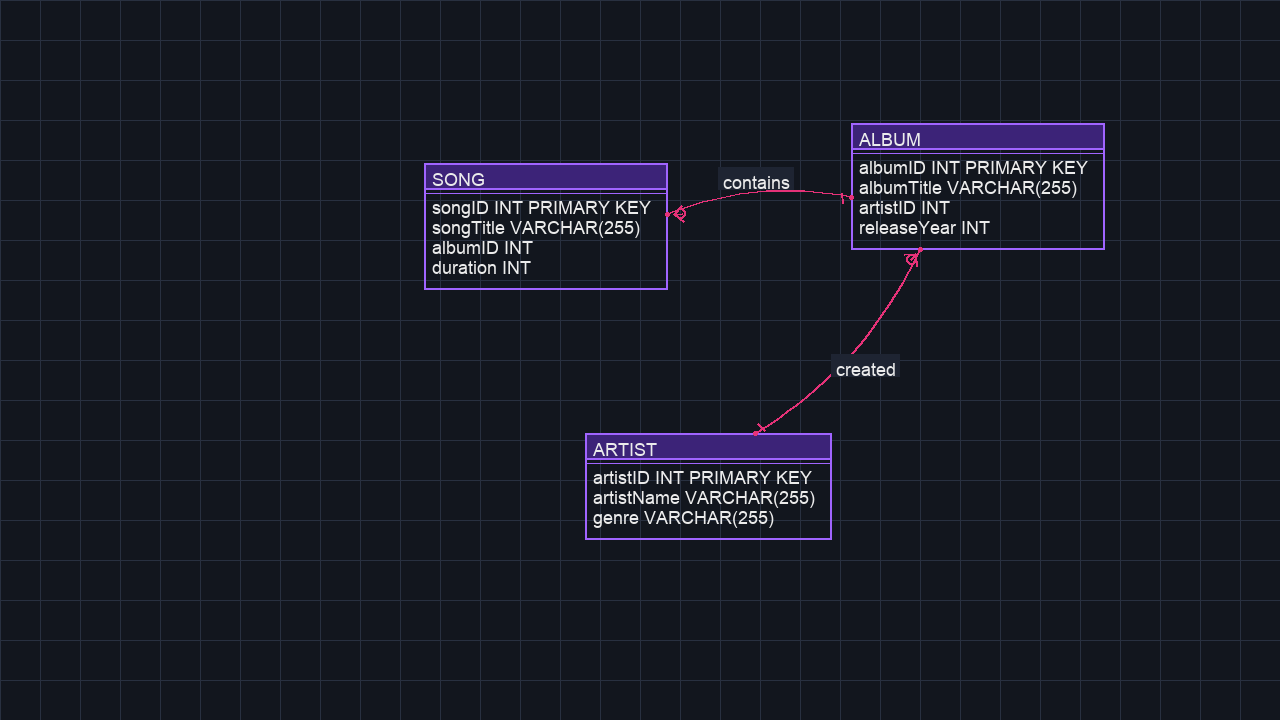 SONG
songID INT PRIMARY KEY
songTitle VARCHAR(255)
albumID INT
duration INT
contains
ALBUM
albumID INT PRIMARY KEY
albumTitle VARCHAR(255)
artistID INT
releaseYear INT
created
ARTIST
artistID INT PRIMARY KEY
artistName VARCHAR(255)
genre VARCHAR(255)